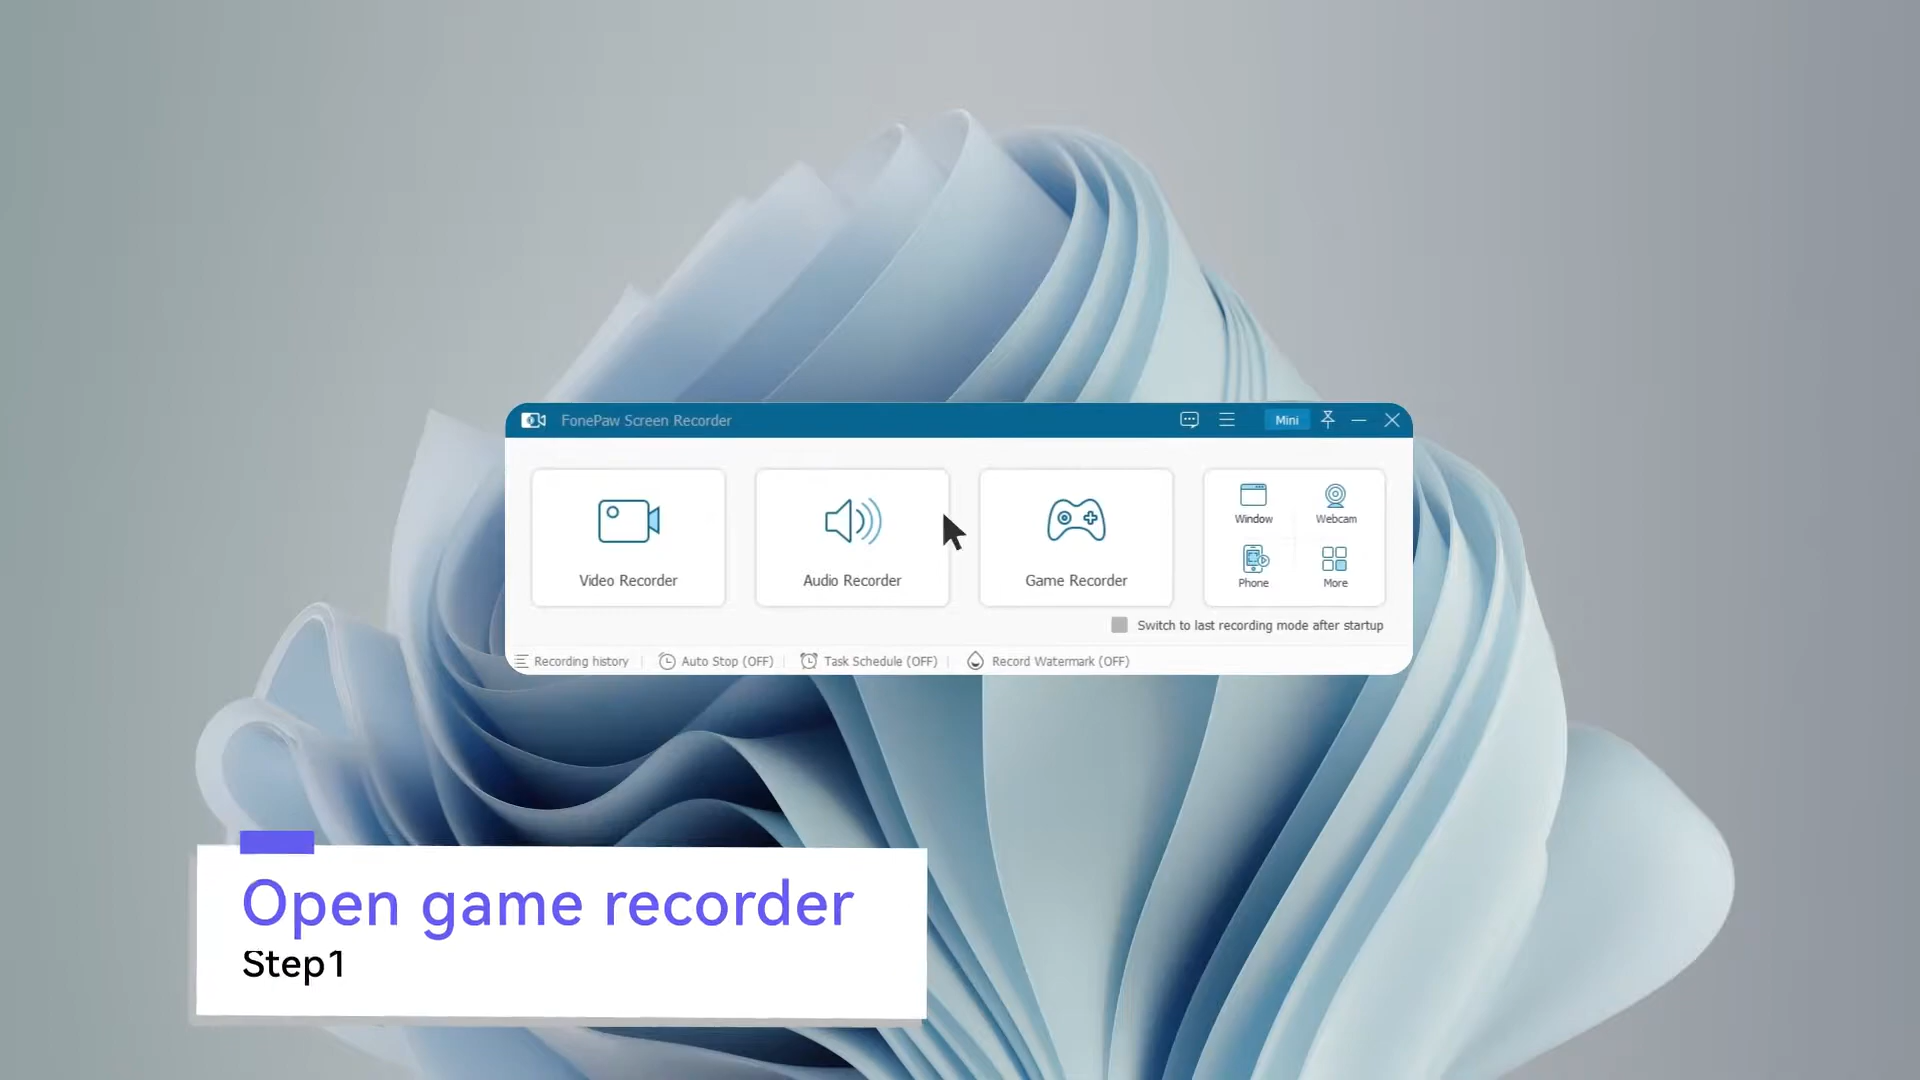 FonePaw Screen Recorder
Mini
Video Recorder
Audio Recorder
Game Recorder
Window
Webcam
Phone
More
Switch to last recording mode after startup
Recording history
Auto Stop (OFF)
Task Schedule (OFF)
Record Watermark (OFF)
Open game recorder
Step1